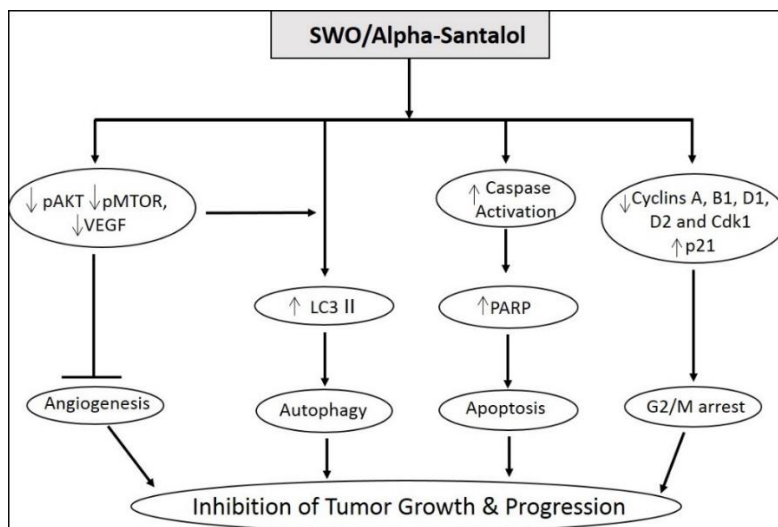 SWO/Alpha-Santalol
↓ pAKT ↓pMTOR,
↓VEGF
↑ Caspase
Activation
↓Cyclins A, B1, D1,
D2 and Cdk1
↑p21
↑ LC3 II
↑PARP
Angiogenesis
Autophagy
Apoptosis
G2/M arrest
Inhibition of Tumor Growth & Progression